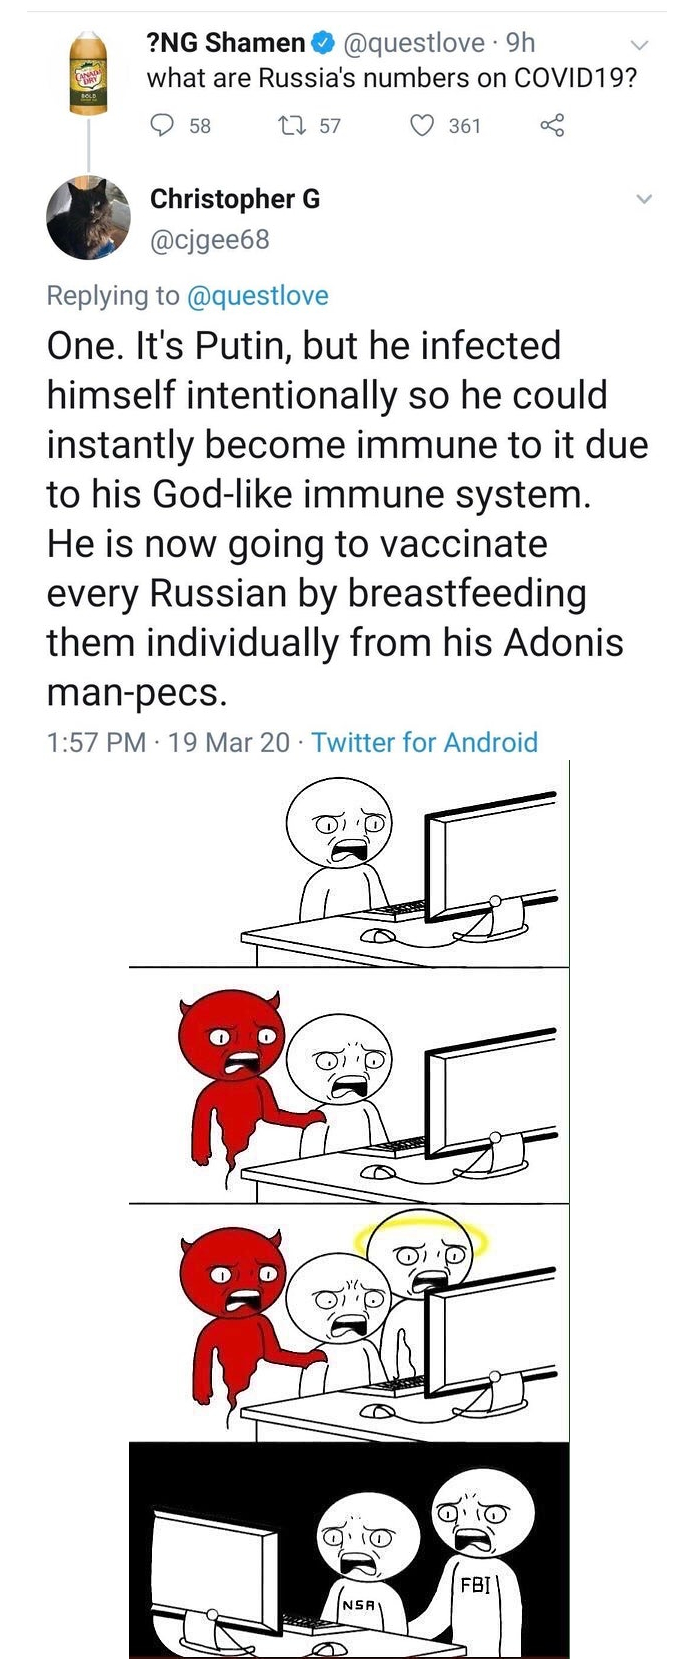 ?NG Shamen @questlove · 9h
what are Russia's numbers on COVID19?
58 57 361
CANADA
DRY
BOLD
Christopher G
@cjgee68
Replying to @questlove
One. It's Putin, but he infected
himself intentionally so he could
instantly become immune to it due
to his God-like immune system.
He is now going to vaccinate
every Russian by breastfeeding
them individually from his Adonis
man-pecs.
1:57 PM · 19 Mar 20 · Twitter for Android
NSA
FBI